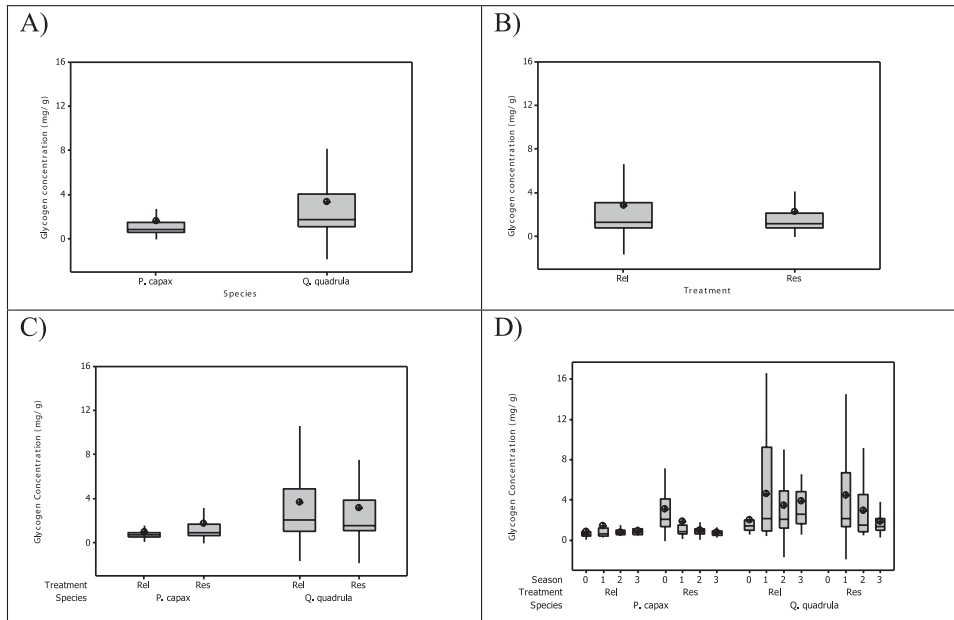 A)
Glycogen concentration (mg/g)
16
12
8
4
0
P. capax Q. quadrula
Species
B)
Glycogen concentration (mg/g)
16
12
8
4
0
Rel Res
Treatment
C)
Glycogen Concentration (mg/g)
16
12
8
4
0
Treatment Rel Res Rel Res
Species P. capax Q. quadrula
D)
Glycogen Concentration (mg/g)
16
12
8
4
0
Season 0 1 2 3 0 1 2 3 0 1 2 3 0 1 2 3
Treatment Rel Res Rel Res
Species P. capax Q. quadrula